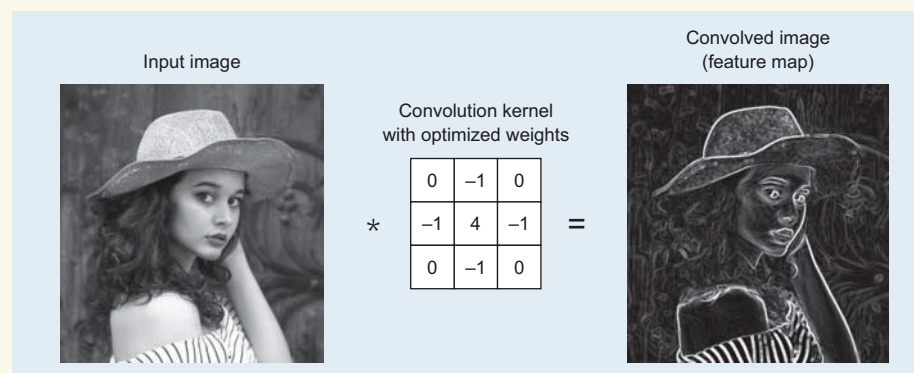 Input image
Convolution kernel
with optimized weights
*
0 –1 0
–1 4 –1
0 –1 0
=
Convolved image
(feature map)